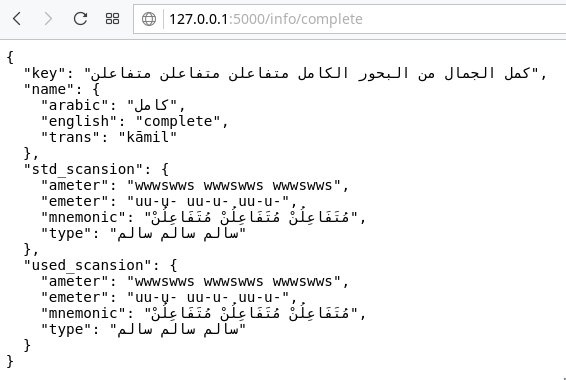 127.0.0.1:5000/info/complete
{
  "key": "كمل الجمال من البحور الكامل متفاعلن متفاعلن متفاعلن",
  "name": {
    "arabic": "كامل",
    "english": "complete",
    "trans": "kāmil"
  },
  "std_scansion": {
    "ameter": "wwwswws wwwswws wwwswws",
    "emeter": "uu-u- uu-u- uu-u-",
    "mnemonic": "مُتَفَاعِلُنْ مُتَفَاعِلُنْ مُتَفَاعِلُنْ",
    "type": "سالم سالم سالم"
  },
  "used_scansion": {
    "ameter": "wwwswws wwwswws wwwswws",
    "emeter": "uu-u- uu-u- uu-u-",
    "mnemonic": "مُتَفَاعِلُنْ مُتَفَاعِلُنْ مُتَفَاعِلُنْ",
    "type": "سالم سالم سالم"
  }
}